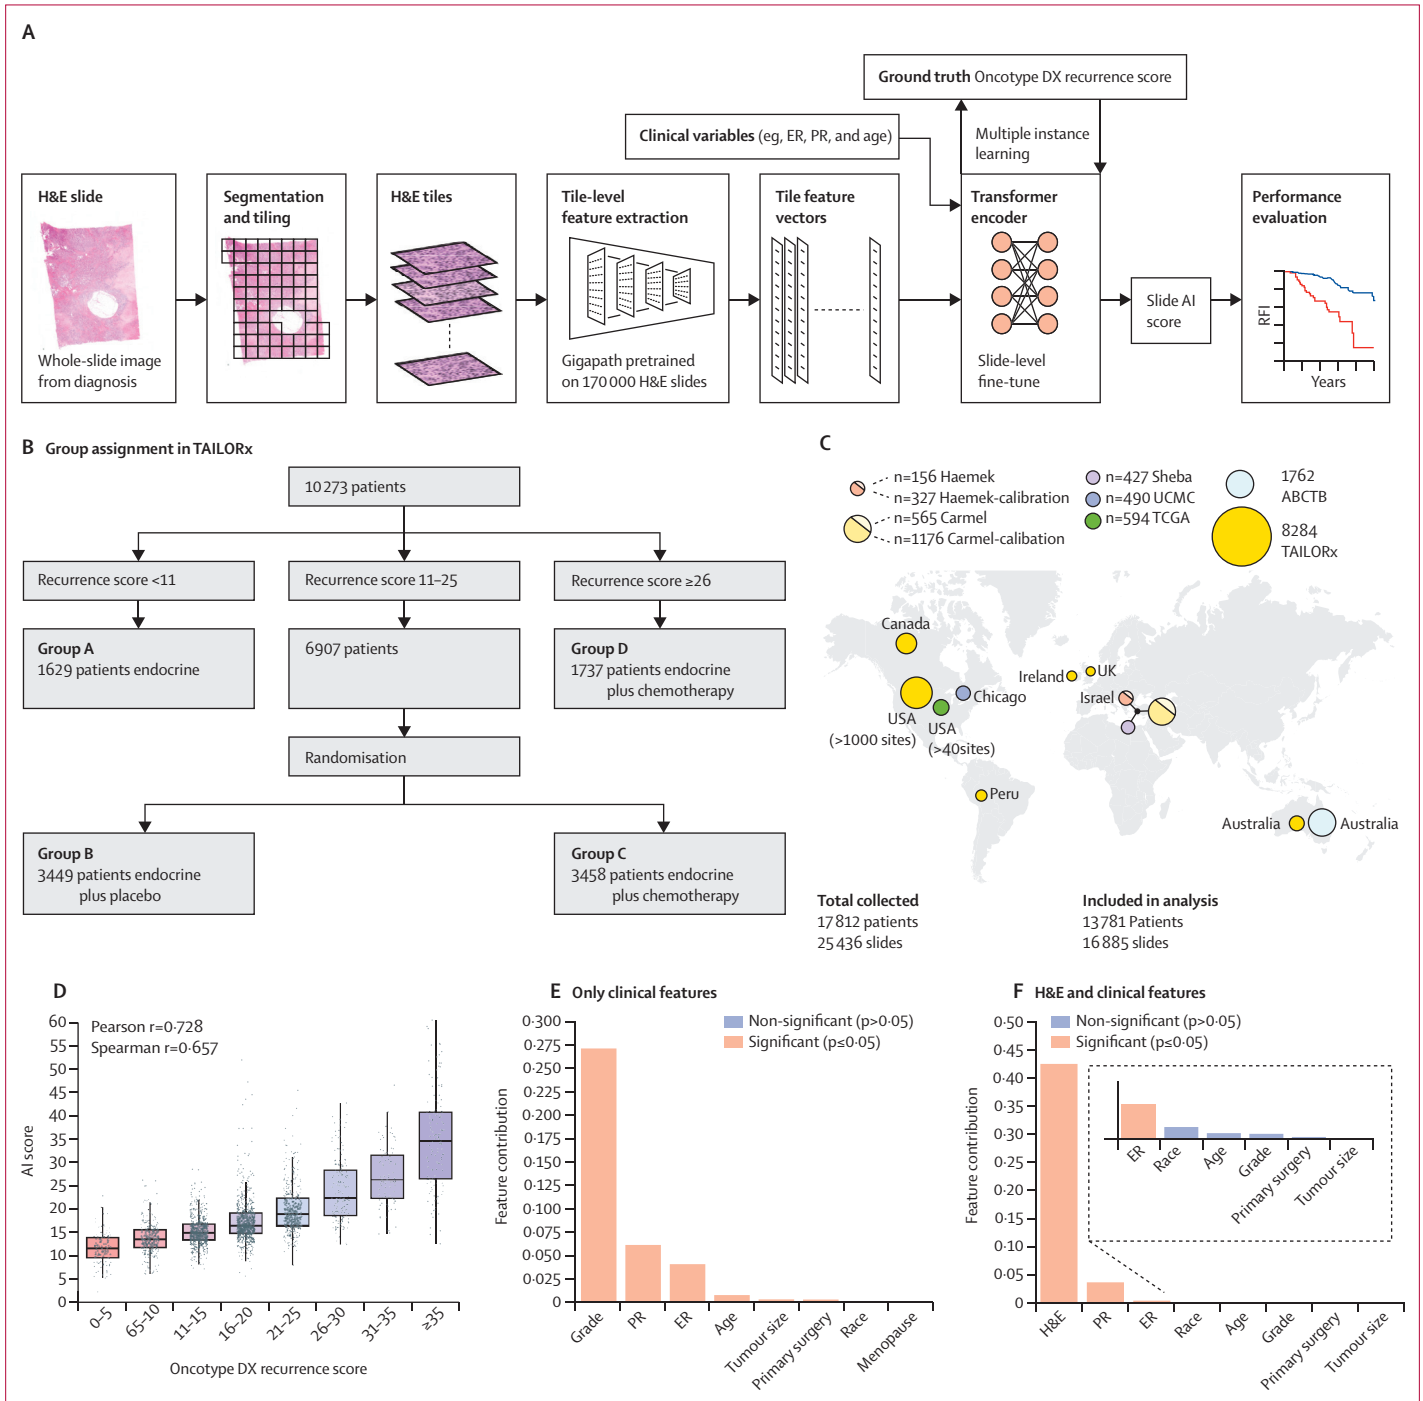 A
Ground truth Oncotype DX recurrence score
Clinical variables (eg, ER, PR, and age)
Multiple instance
learning
H&E slide
Whole-slide image
from diagnosis
Segmentation
and tiling
H&E tiles
Tile-level
feature extraction
Gigapath pretrained
on 170 000 H&E slides
Tile feature
vectors
Transformer
encoder
Slide-level
fine-tune
Slide AI
score
Performance
evaluation
RFI
Years
B Group assignment in TAILORx
10 273 patients
Recurrence score <11
Recurrence score 11–25
Recurrence score ≥26
Group A
1629 patients endocrine
6907 patients
Group D
1737 patients endocrine
plus chemotherapy
Randomisation
Group B
3449 patients endocrine
plus placebo
Group C
3458 patients endocrine
plus chemotherapy
C
n=156 Haemek
n=327 Haemek-calibration
n=565 Carmel
n=1176 Carmel-calibation
n=427 Sheba
n=490 UCMC
n=594 TCGA
1762
ABCTB
8284
TAILORx
Canada
USA
(>1000 sites)
USA
(>40sites)
Chicago
Ireland
UK
Israel
Peru
Australia
Australia
Total collected
17 812 patients
25 436 slides
Included in analysis
13 781 Patients
16 885 slides
D
Pearson r=0·728
Spearman r=0·657
AI score
60
55
50
45
40
35
30
25
20
15
10
5
0
0–5
65–10
11–15
16–20
21–25
26–30
31–35
≥35
Oncotype DX recurrence score
E Only clinical features
Non-significant (p>0·05)
Significant (p≤0·05)
Feature contribution
0·300
0·275
0·250
0·225
0·200
0·175
0·150
0·125
0·100
0·075
0·050
0·025
0
Grade
PR
ER
Age
Tumour size
Primary surgery
Race
Menopause
F H&E and clinical features
Non-significant (p>0·05)
Significant (p≤0·05)
Feature contribution
0·50
0·45
0·40
0·35
0·30
0·25
0·20
0·15
0·10
0·05
0
ER
Race
Age
Grade
Primary surgery
Tumour size
H&E
PR
ER
Race
Age
Grade
Primary surgery
Tumour size